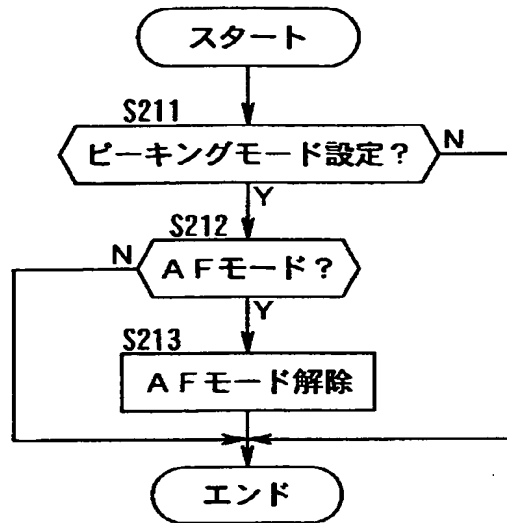 スタート
S211
ピーキングモード設定?
N
Y
S212
N
AFモード?
Y
S213
AFモード解除
エンド